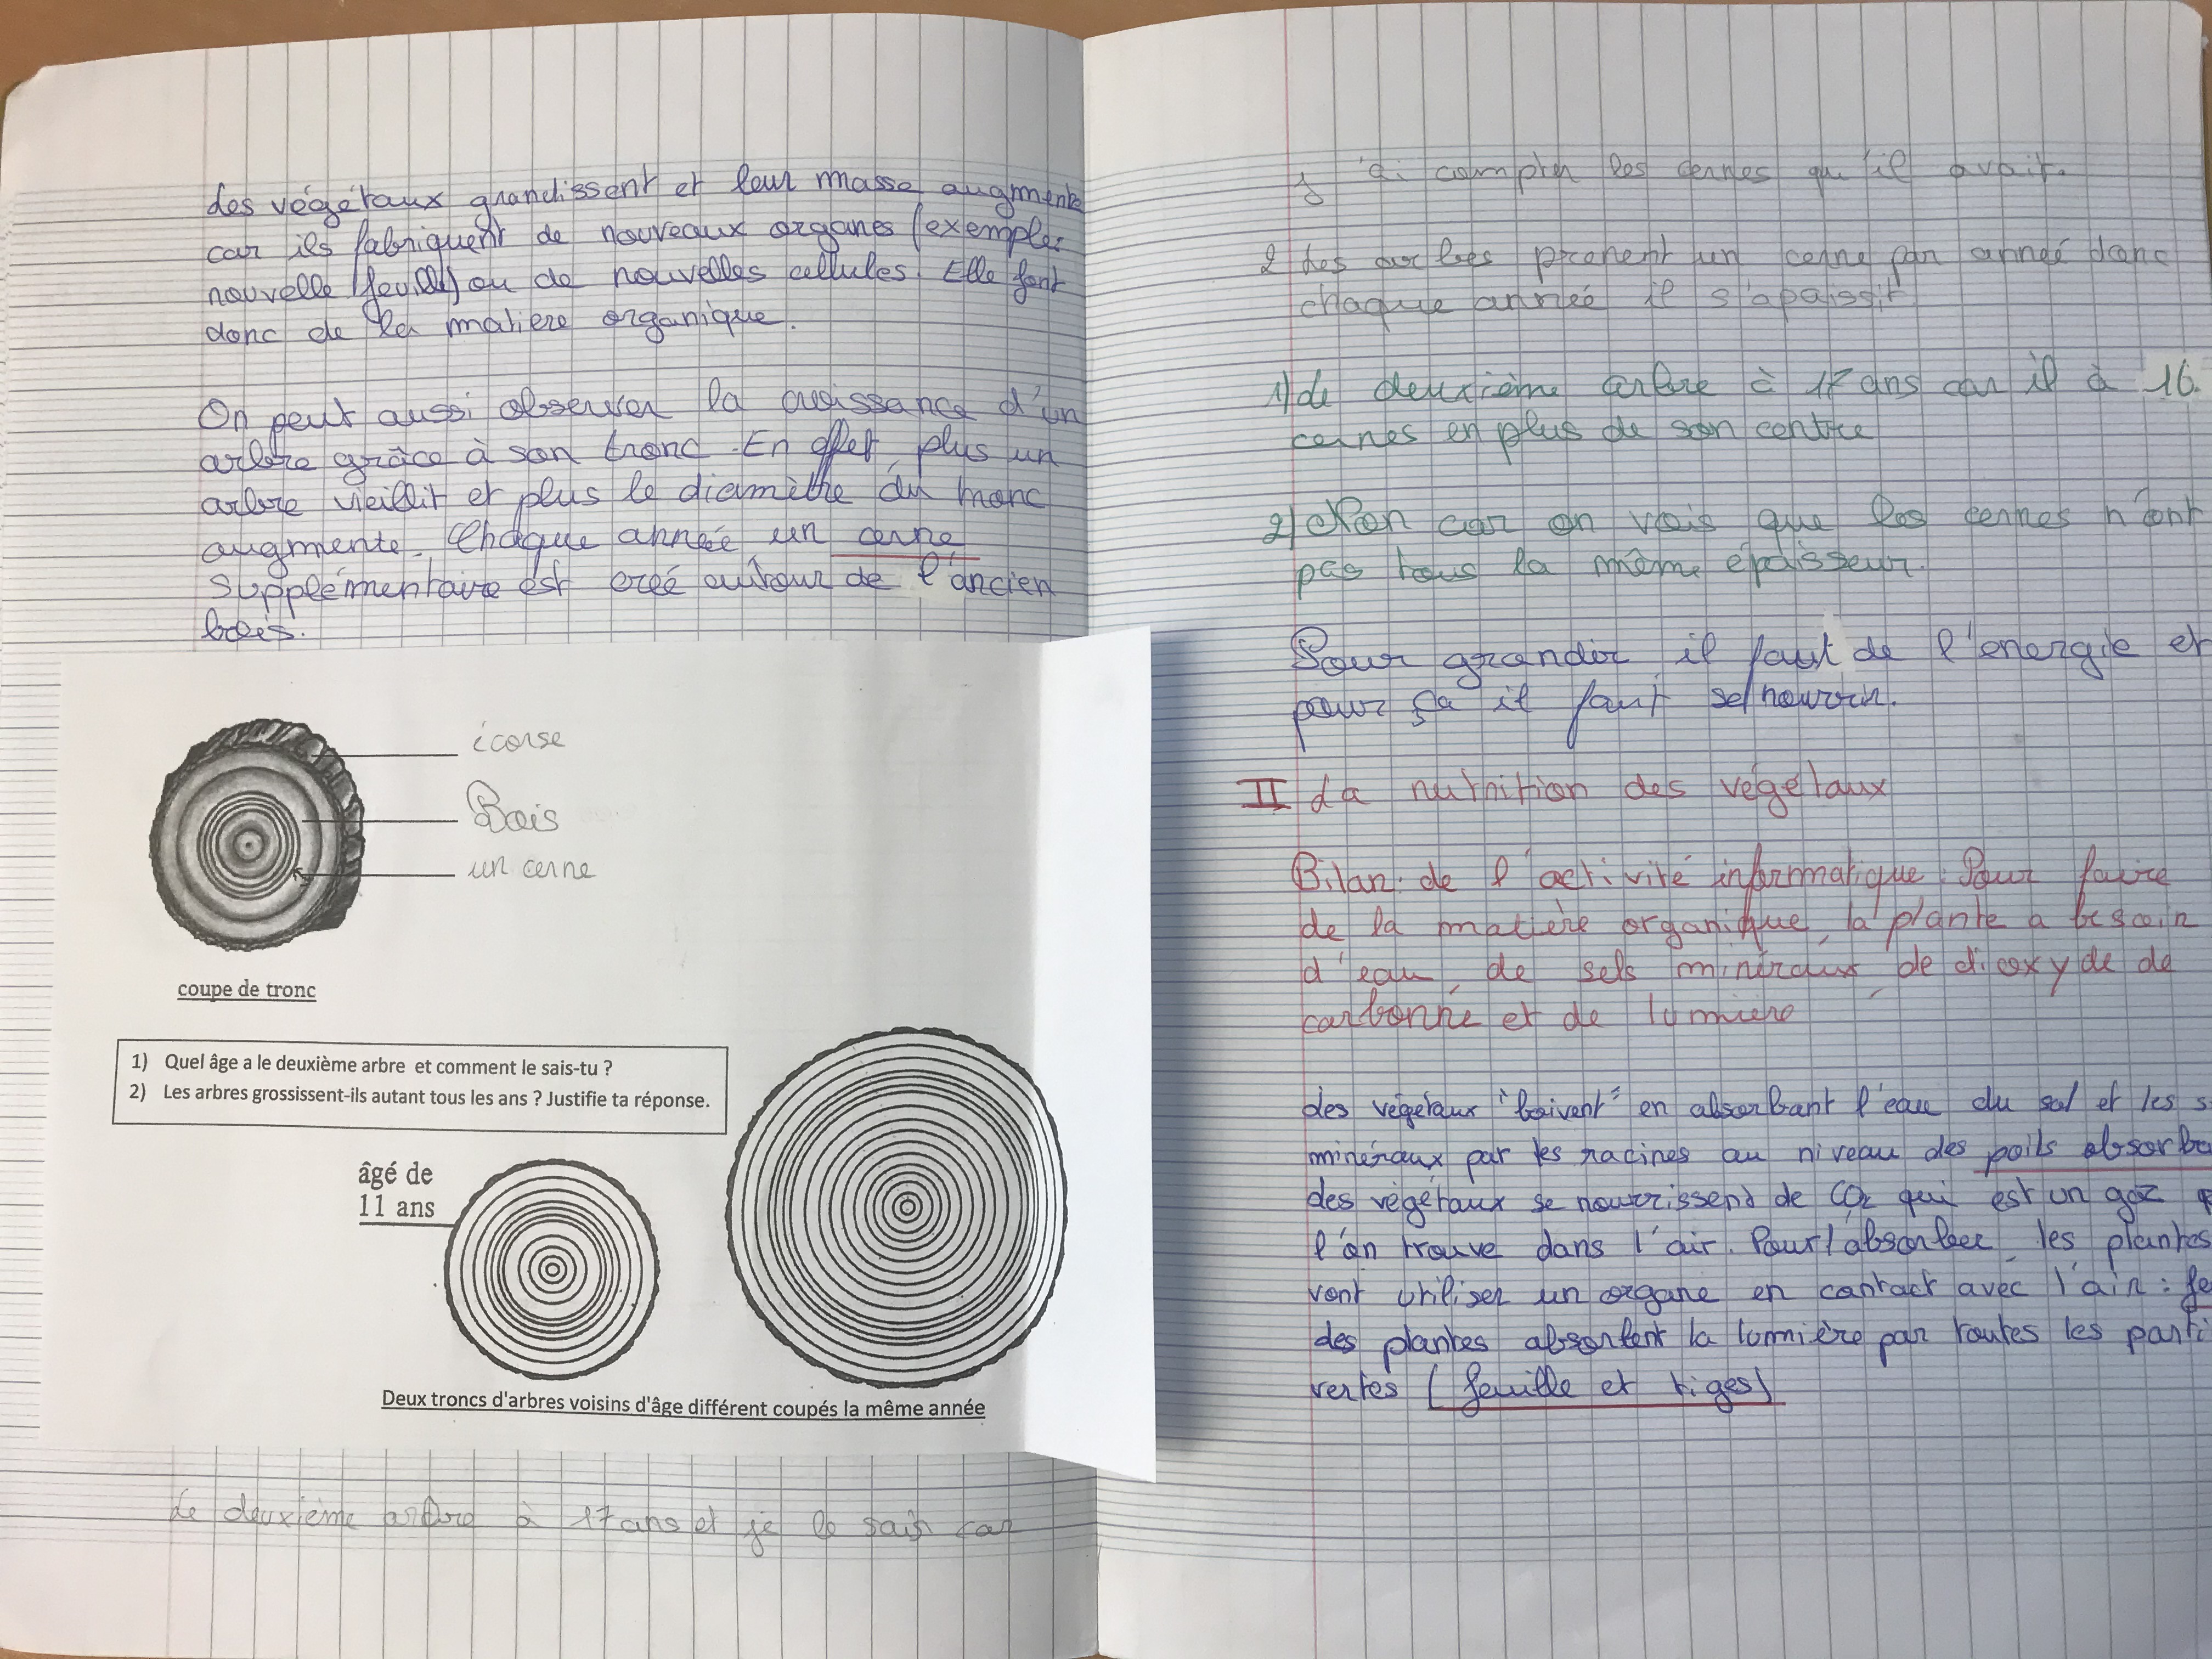 Les végétaux grandissent et leur masse augmente
car ils fabriquent de nouveaux organes (exemple:
nouvelle feuille) ou de nouvelles cellules. Elle font
donc de la matiere organique.
On peut aussi observer la croissance d'un
arbre grâce à son tronc. En effet, plus un
arbre vieillit et plus le diamèthe du tronc
augmente. Chaque année, un cerne
supplémentaire est créé autour de l'ancien
bois.
écorse
Bois
un cerne
coupe de tronc
1) Quel âge a le deuxième arbre et comment le sais-tu ?
2) Les arbres grossissent-ils autant tous les ans ? Justifie ta réponse.
âgé de
11 ans
Deux troncs d'arbres voisins d'âge différent coupés la même année
Le deuxième arbre à 17 ans et je le sais car
j'ai compter les cernes qu'il avait.
2 Les arbres prenent un cerne par anneé donc
chaque année il s'apaissit
1) Le deuxième arbre à 17 ans car il à 16
cernes en plus de son centre
2) Non car on vois que les cernes n'ont
pas tous la même épaisseur.
Pour grandir il faut de l'energie et
pour ça il faut se nourrir.
II La nutrition des végétaux
Bilan de l'activité informatique : Pour faire
de la matière organique, la plante a besoin
d'eau, de sels minéraux, de dioxyde de
carbonne et de lumiere
Les végétaux "boivent" en absorbant l'eau du sol et les s
minéraux par les racines au niveau des poils absorba
Les végétaux se nourrissent de CO2 qui est un gaz
l'on trouve dans l'air. Pour l'absorber, les plantes
vont utiliser un organe en contact avec l'air : fe
Les plantes absorbent la lumière par toutes les parti
vertes (feuille et tiges)